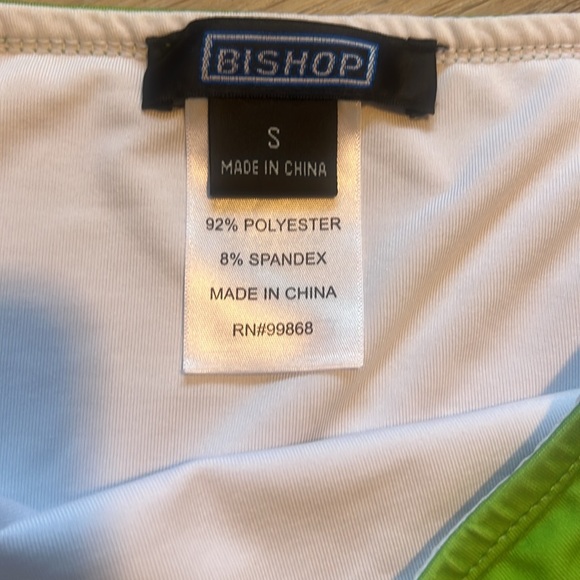 BISHOP
S
MADE IN CHINA
92% POLYESTER
8% SPANDEX
MADE IN CHINA
RN#99868